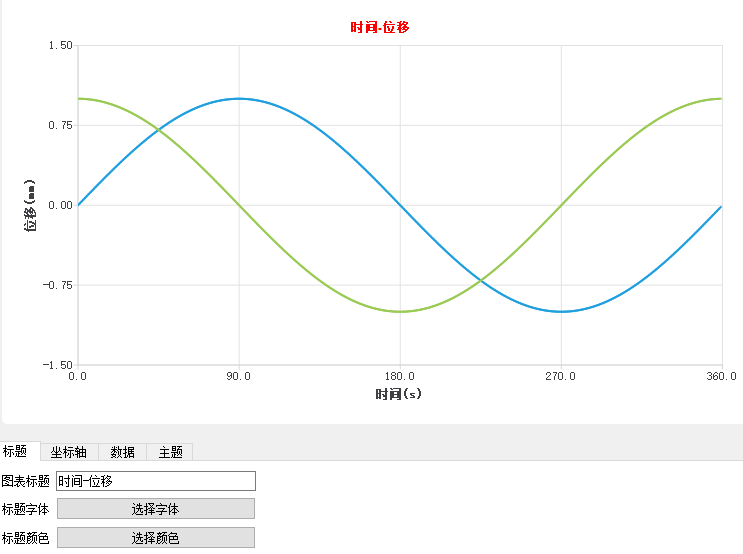 时间-位移
1.50
0.75
0.00
-0.75
-1.50
位移(mm)
0.0 90.0 180.0 270.0 360.0
时间(s)
标题 坐标轴 数据 主题
图表标题 时间-位移
标题字体 选择字体
标题颜色 选择颜色